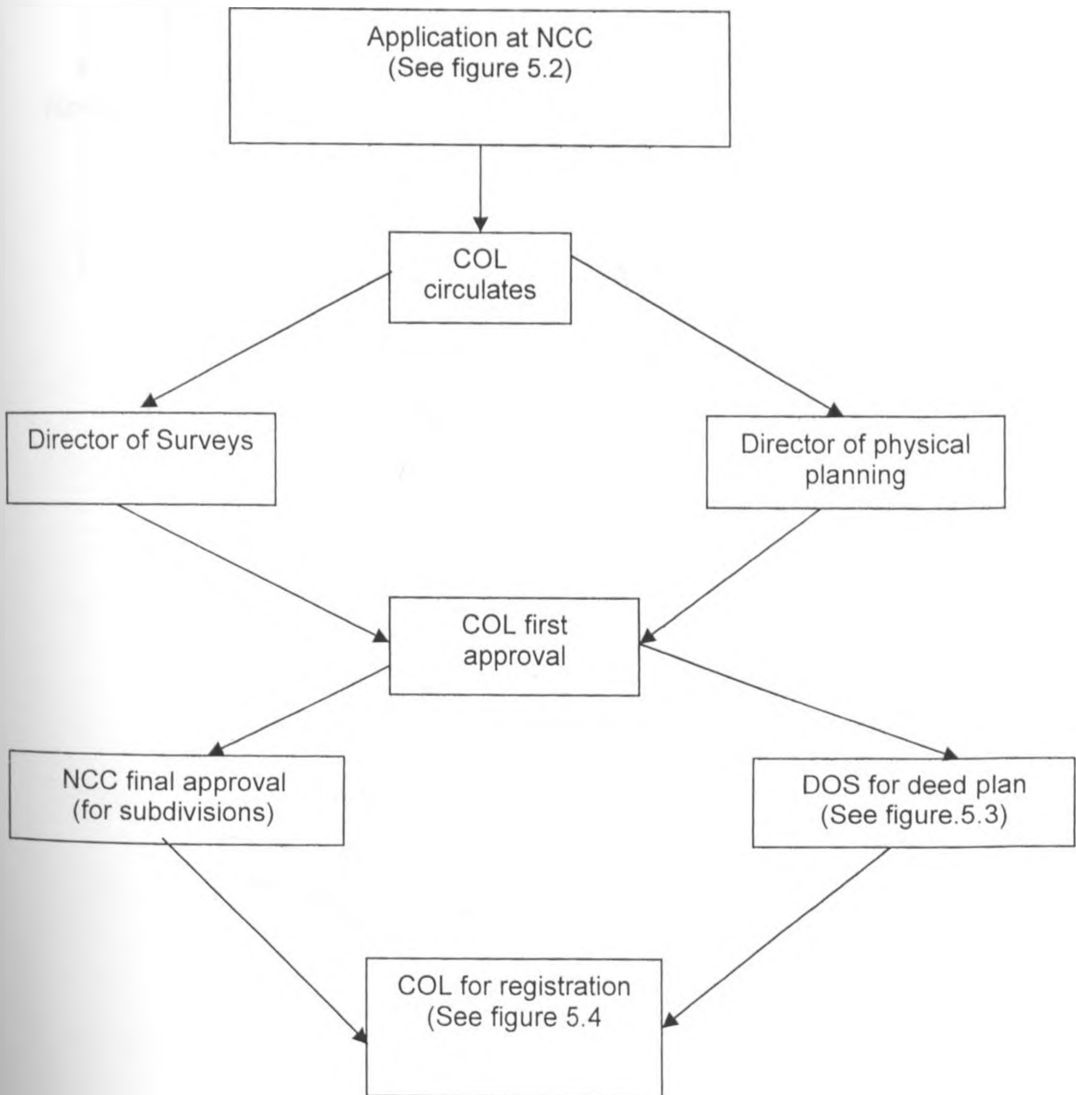 Application at NCC
(See figure 5.2)
COL
circulates
Director of Surveys
Director of physical
planning
COL first
approval
NCC final approval
(for subdivisions)
DOS for deed plan
(See figure.5.3)
COL for registration
(See figure 5.4